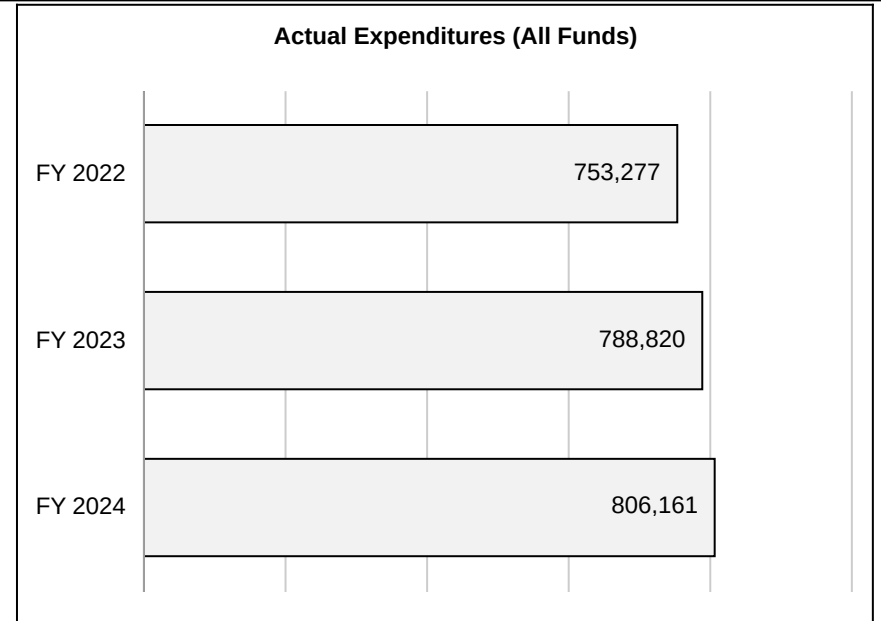 Actual Expenditures (All Funds)
FY 2022 753,277
FY 2023 788,820
FY 2024 806,161